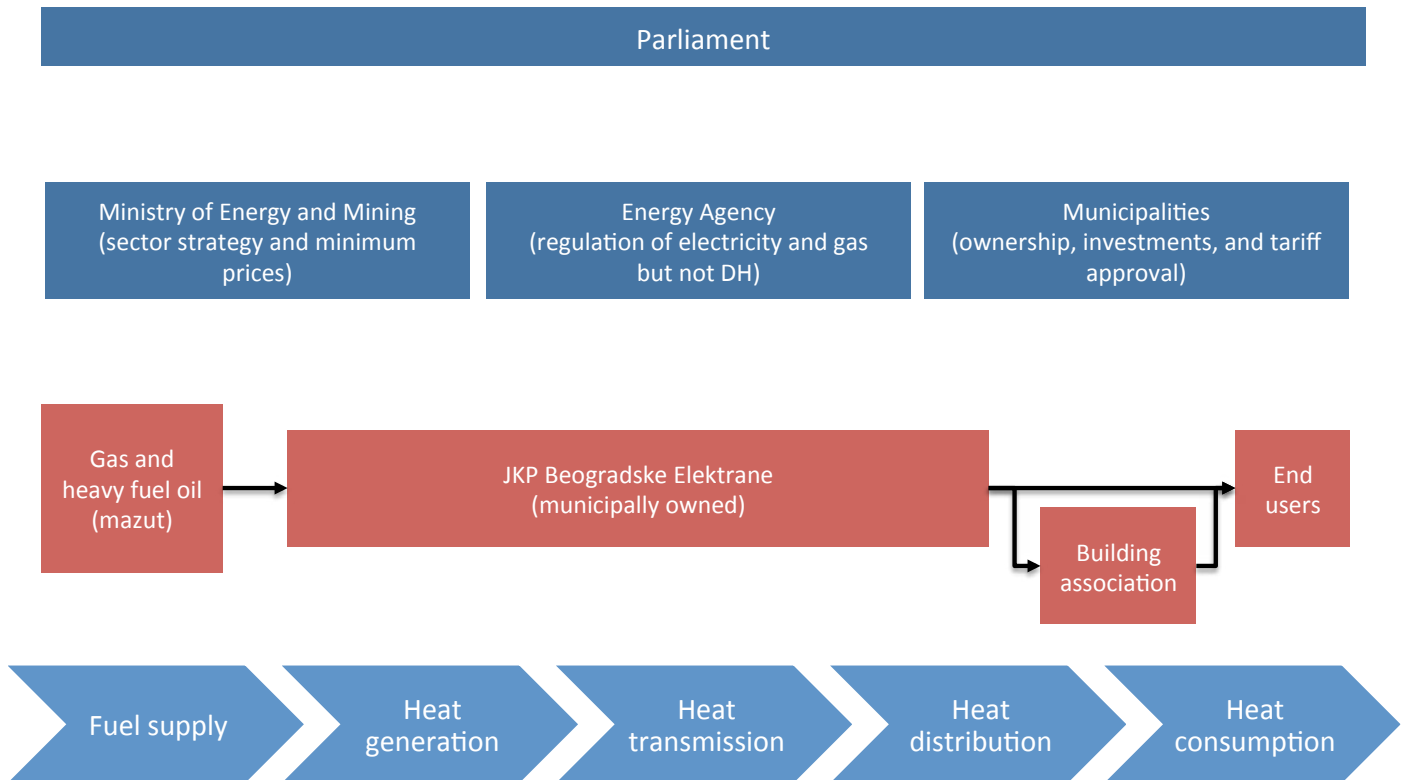 Parliament
Ministry of Energy and Mining
(sector strategy and minimum
prices)
Energy Agency
(regulation of electricity and gas
but not DH)
Municipalities
(ownership, investments, and tariff
approval)
Gas and
heavy fuel oil
(mazut)
JKP Beogradske Elektrane
(municipally owned)
Building
association
End
users
Fuel supply
Heat
generation
Heat
transmission
Heat
distribution
Heat
consumption